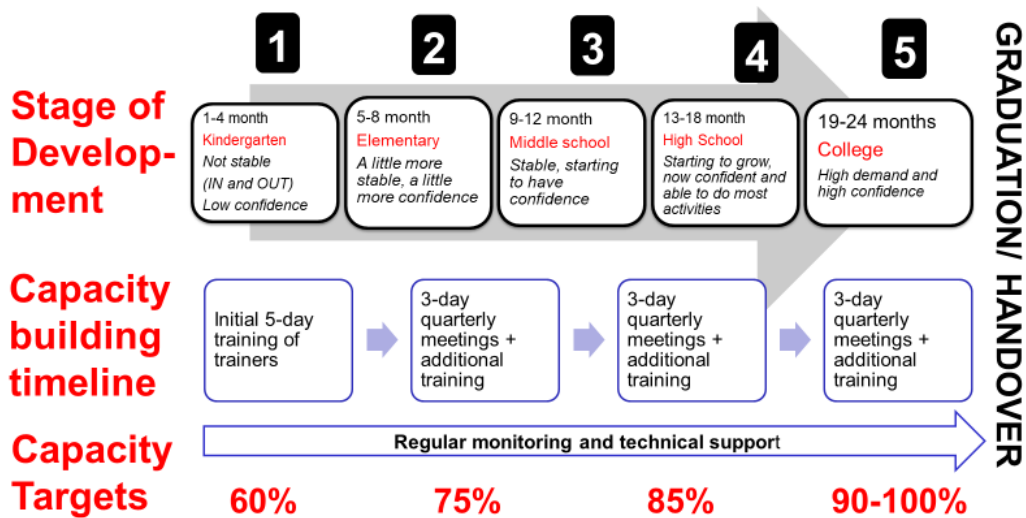 1
2
3
4
5
Stage of
Develop-
ment
1-4 month
Kindergarten
Not stable
(IN and OUT)
Low confidence
5-8 month
Elementary
A little more
stable, a little
more confidence
9-12 month
Middle school
Stable, starting
to have
confidence
13-18 month
High School
Starting to grow,
now confident and
able to do most
activities
19-24 months
College
High demand and
high confidence
Capacity
building
timeline
Initial 5-day
training of
trainers
3-day
quarterly
meetings +
additional
training
3-day
quarterly
meetings +
additional
training
3-day
quarterly
meetings +
additional
training
Regular monitoring and technical support
Capacity
Targets
60%
75%
85%
90-100%
GRADUATION/ HANDOVER